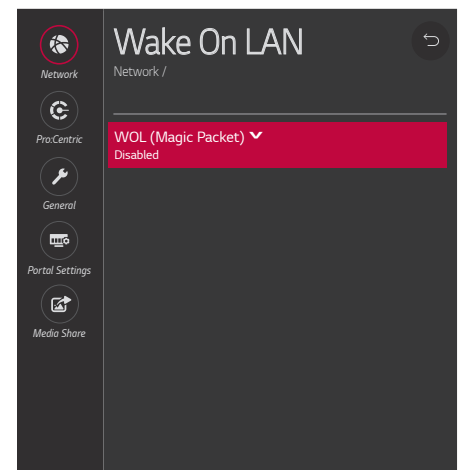 Wake On LAN
Network /
WOL (Magic Packet)
Disabled
Network
Pro:Centric
General
Portal Settings
Media Share